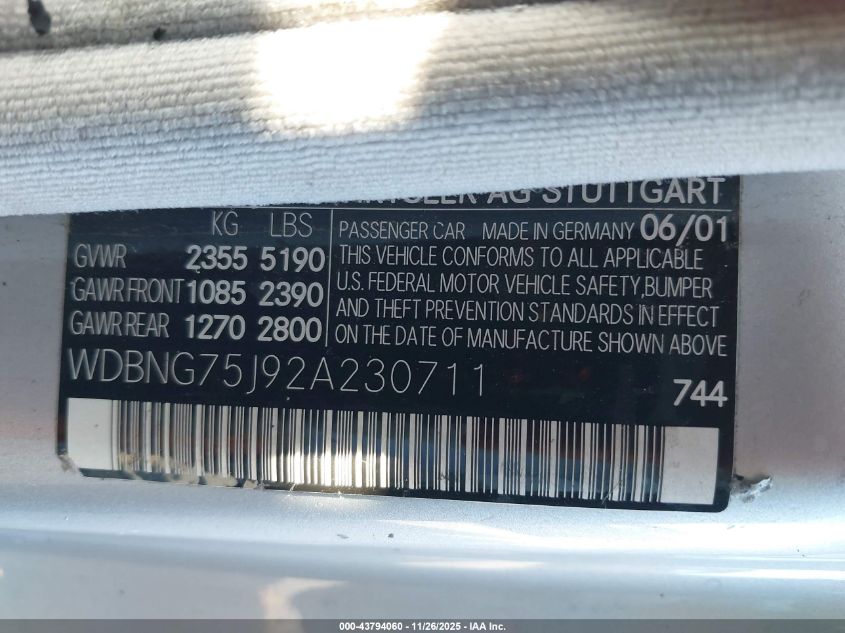 AG STUTTGART
KG LBS
GVWR 2355 5190
GAWR FRONT 1085 2390
GAWR REAR 1270 2800
PASSENGER CAR MADE IN GERMANY 06/01
THIS VEHICLE CONFORMS TO ALL APPLICABLE
U.S. FEDERAL MOTOR VEHICLE SAFETY,BUMPER
AND THEFT PREVENTION STANDARDS IN EFFECT
ON THE DATE OF MANUFACTURE SHOWN ABOVE
WDBNG75J92A230711
744
000-43794060 - 11/26/2025 - IAA Inc.